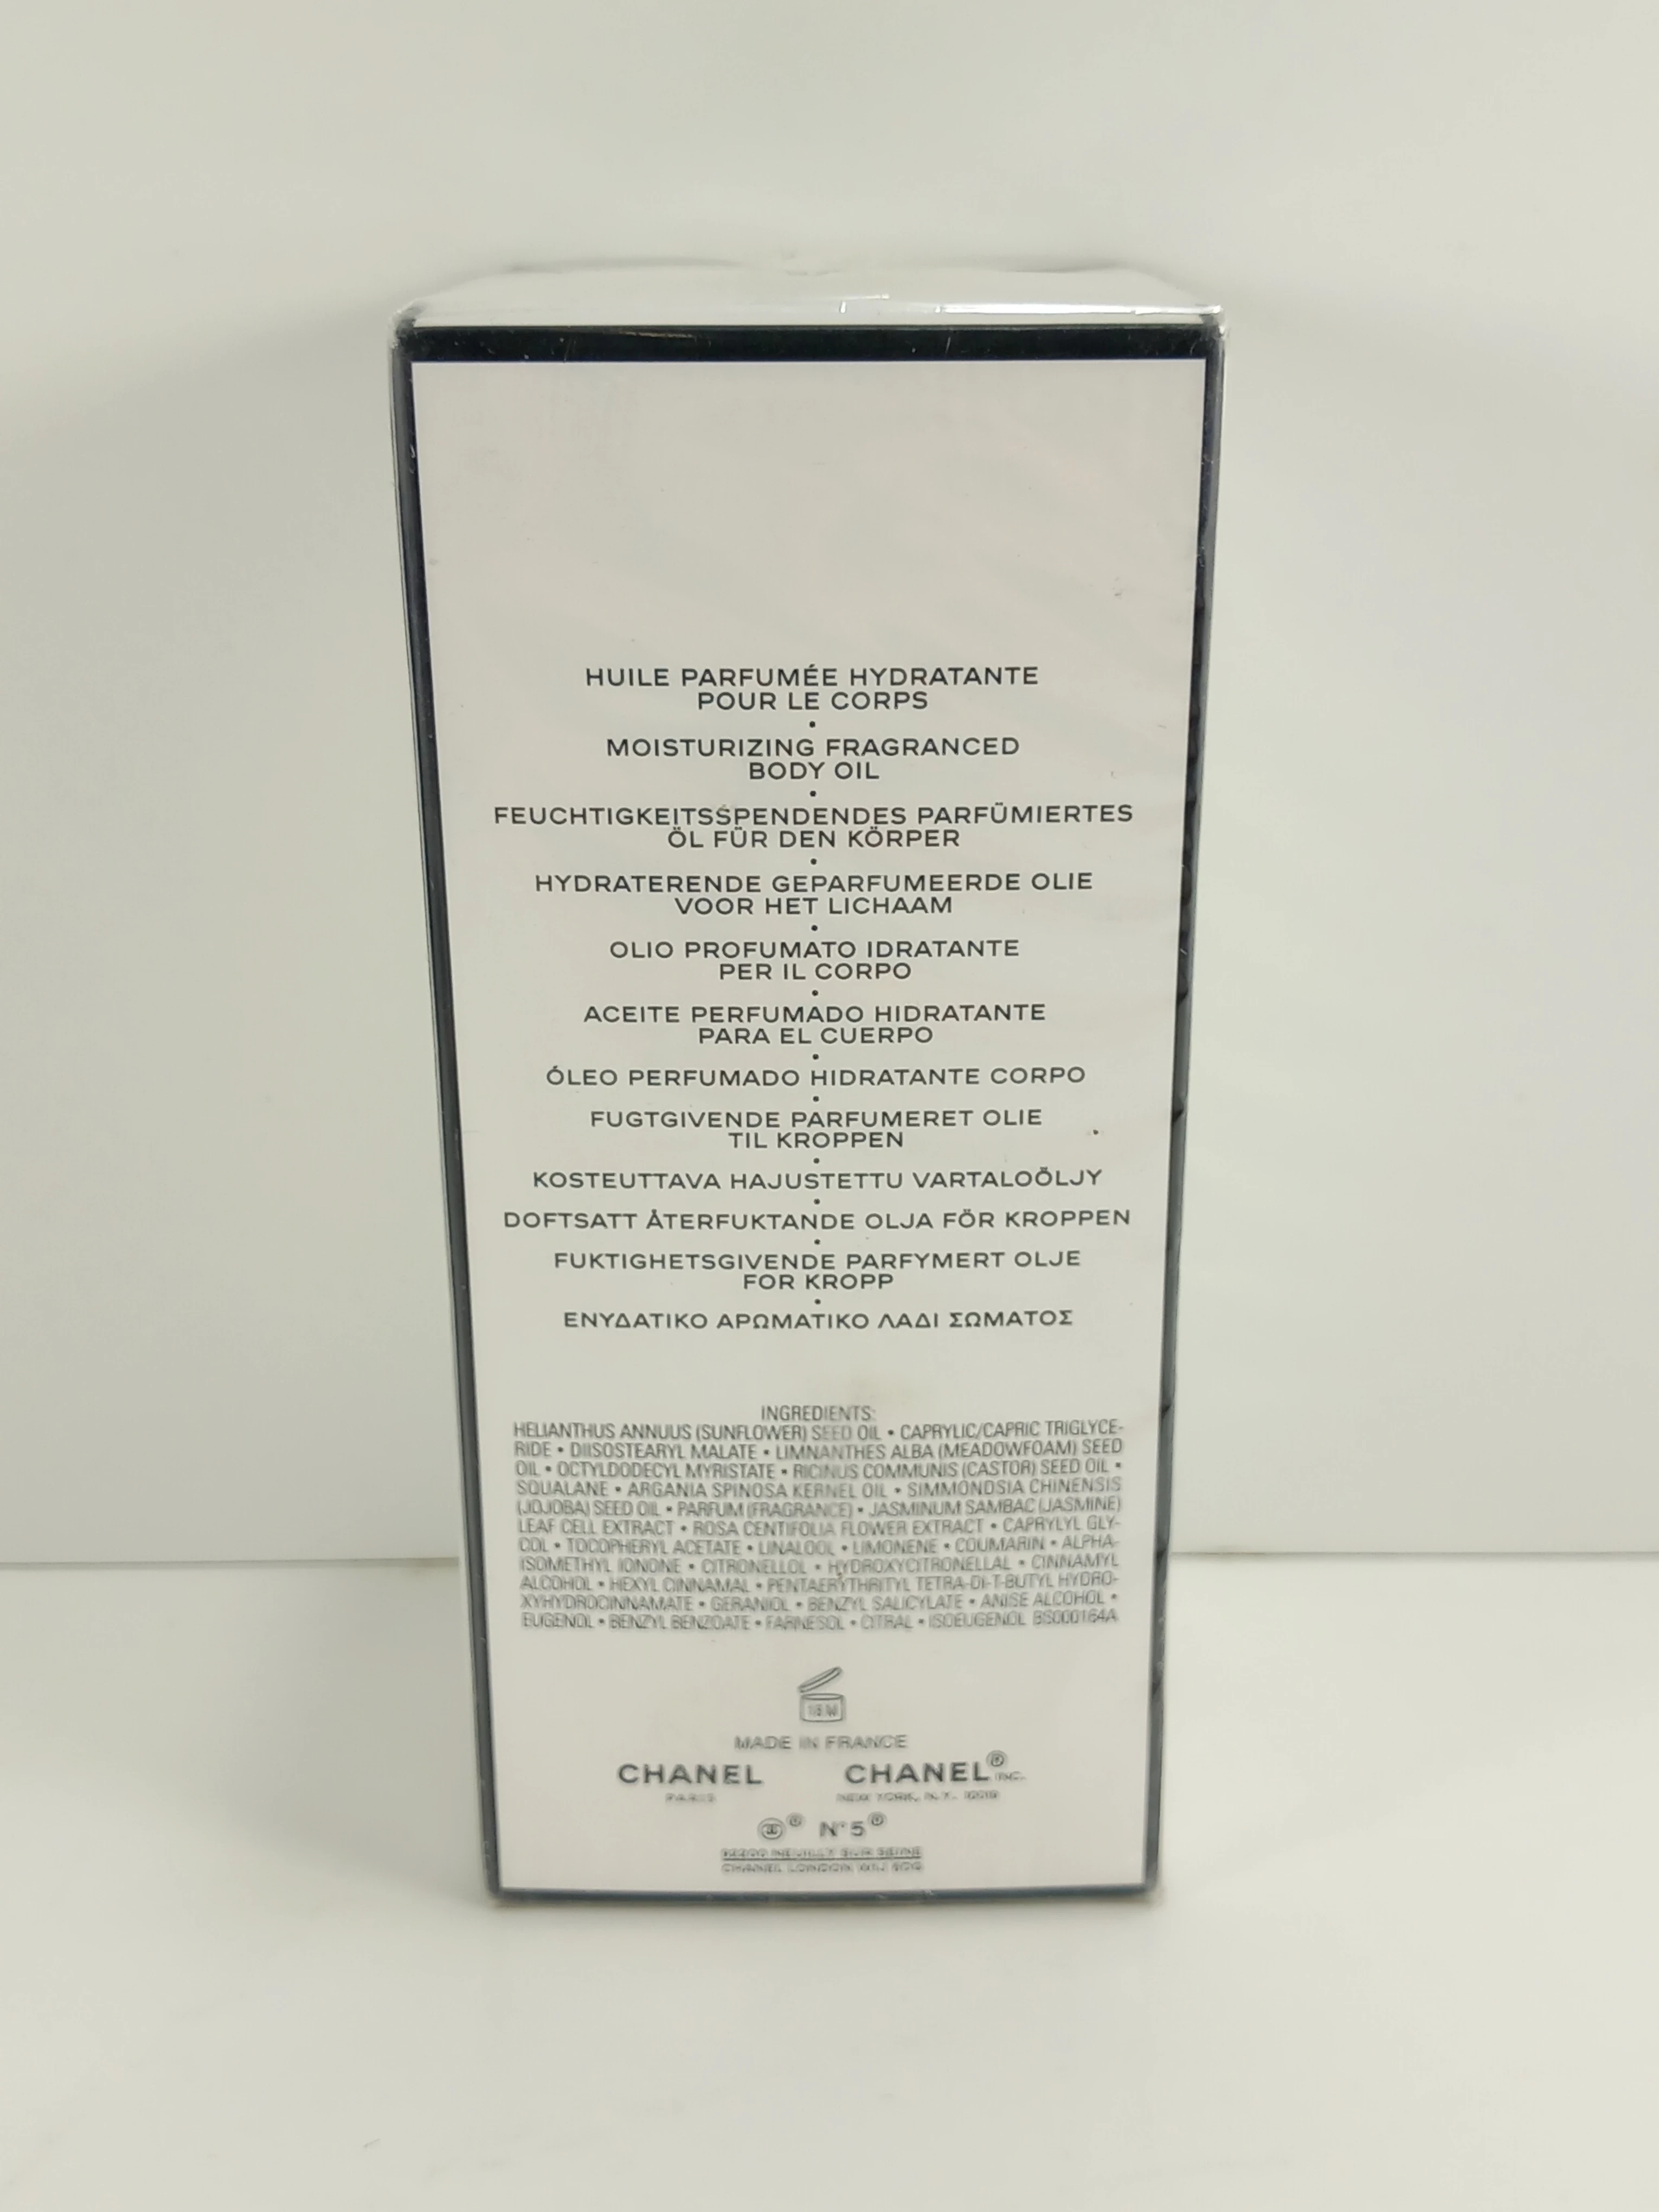 HUILE PARFUMÉE HYDRATANTE
POUR LE CORPS
•
MOISTURIZING FRAGRANCED
BODY OIL
•
FEUCHTIGKEITSSPENDENDES PARFÜMIERTES
ÖL FÜR DEN KÖRPER
•
HYDRATERENDE GEPARFUMEERDE OLIE
VOOR HET LICHAAM
•
OLIO PROFUMATO IDRATANTE
PER IL CORPO
•
ACEITE PERFUMADO HIDRATANTE
PARA EL CUERPO
•
ÓLEO PERFUMADO HIDRATANTE CORPO
•
FUGTGIVENDE PARFUMERET OLIE
TIL KROPPEN
•
KOSTEUTTAVA HAJUSTETTU VARTALOÖLJY
•
DOFTSATT ÅTERFUKTANDE OLJA FÖR KROPPEN
•
FUKTIGHETSGIVENDE PARFYMERT OLJE
FOR KROPP
•
ΕΝΥΔΑΤΙΚΟ ΑΡΩΜΑΤΙΚΟ ΛΑΔΙ ΣΩΜΑΤΟΣ
INGREDIENTS:
HELIANTHUS ANNUUS (SUNFLOWER) SEED OIL • CAPRYLIC/CAPRIC TRIGLYCE-
RIDE • DIISOSTEARYL MALATE • LIMNANTHES ALBA (MEADOWFOAM) SEED
OIL • OCTYLDODECYL MYRISTATE • RICINUS COMMUNIS (CASTOR) SEED OIL •
SQUALANE • ARGANIA SPINOSA KERNEL OIL • SIMMONDSIA CHINENSIS
(JOJOBA) SEED OIL • PARFUM (FRAGRANCE) • JASMINUM SAMBAC (JASMINE)
LEAF CELL EXTRACT • ROSA CENTIFOLIA FLOWER EXTRACT • CAPRYLYL GLY-
COL • TOCOPHERYL ACETATE • LINALOOL • LIMONENE • COUMARIN • ALPHA-
ISOMETHYL IONONE • CITRONELLOL • HYDROXYCITRONELLAL • CINNAMYL
ALCOHOL • HEXYL CINNAMAL • PENTAERYTHRITYL TETRA-DI-T-BUTYL HYDRO-
XYHYDROCINNAMATE • GERANIOL • BENZYL SALICYLATE • ANISE ALCOHOL •
EUGENOL • BENZYL BENZOATE • FARNESOL • CITRAL • ISOEUGENOL BS000164A
MADE IN FRANCE
CHANEL CHANEL® INC.
PARIS NEW YORK, N.Y. 10019
® N°5®
92200 NEUILLY SUR SEINE
CHANEL LONDON